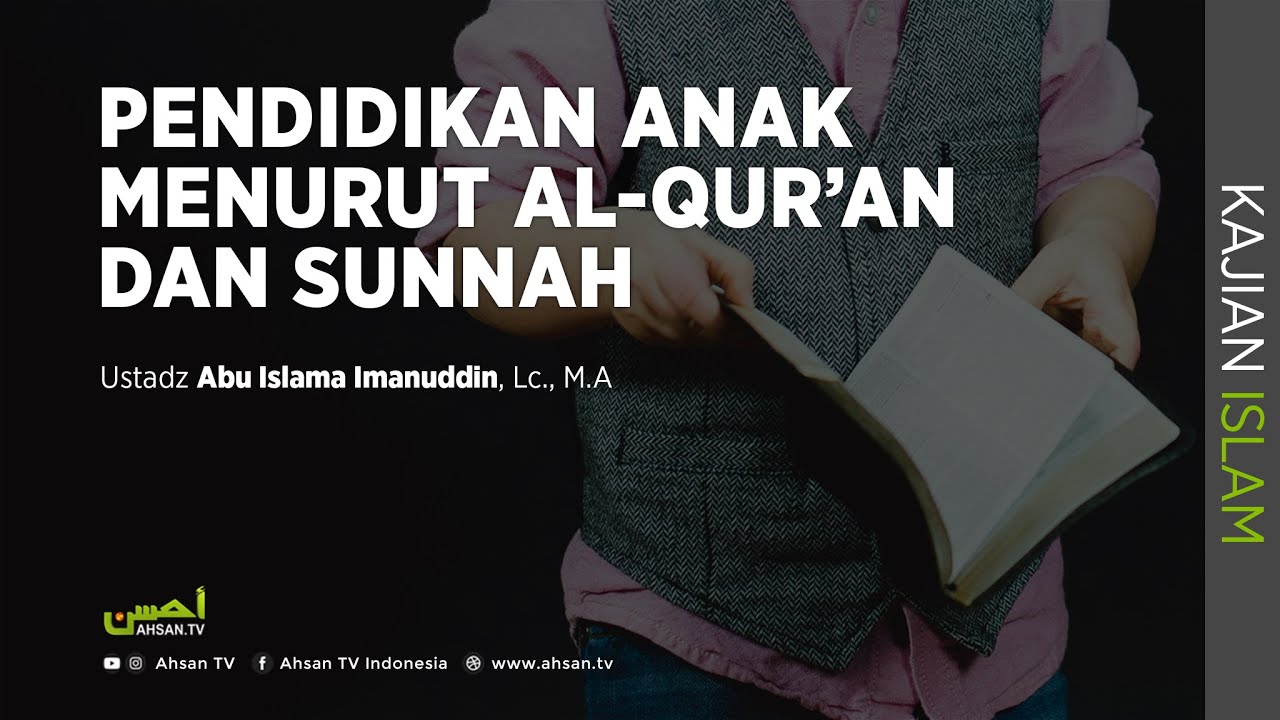 PENDIDIKAN ANAK
MENURUT AL-QUR’AN
DAN SUNNAH
Ustadz Abu Islama Imanuddin, Lc., M.A
أحسن
AHSAN.TV
Ahsan TV
Ahsan TV Indonesia
www.ahsan.tv
KAJIAN ISLAM